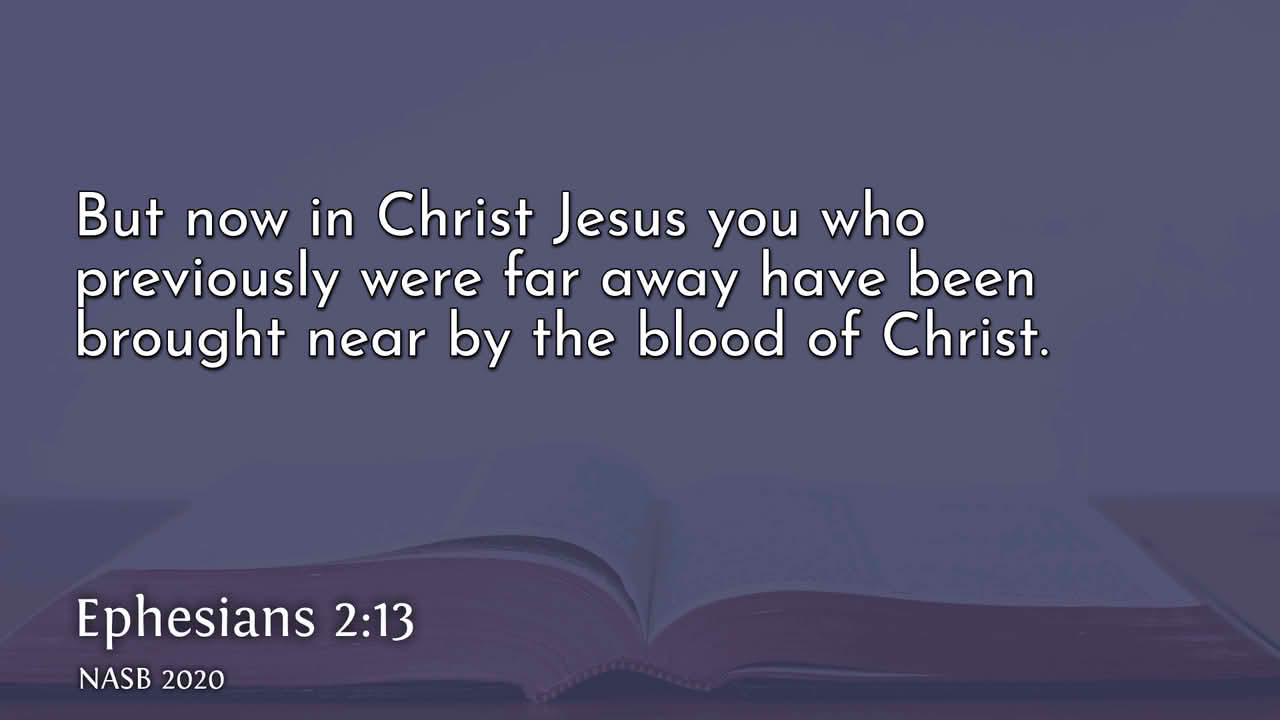 But now in Christ Jesus you who
previously were far away have been
brought near by the blood of Christ.
Ephesians 2:13
NASB 2020